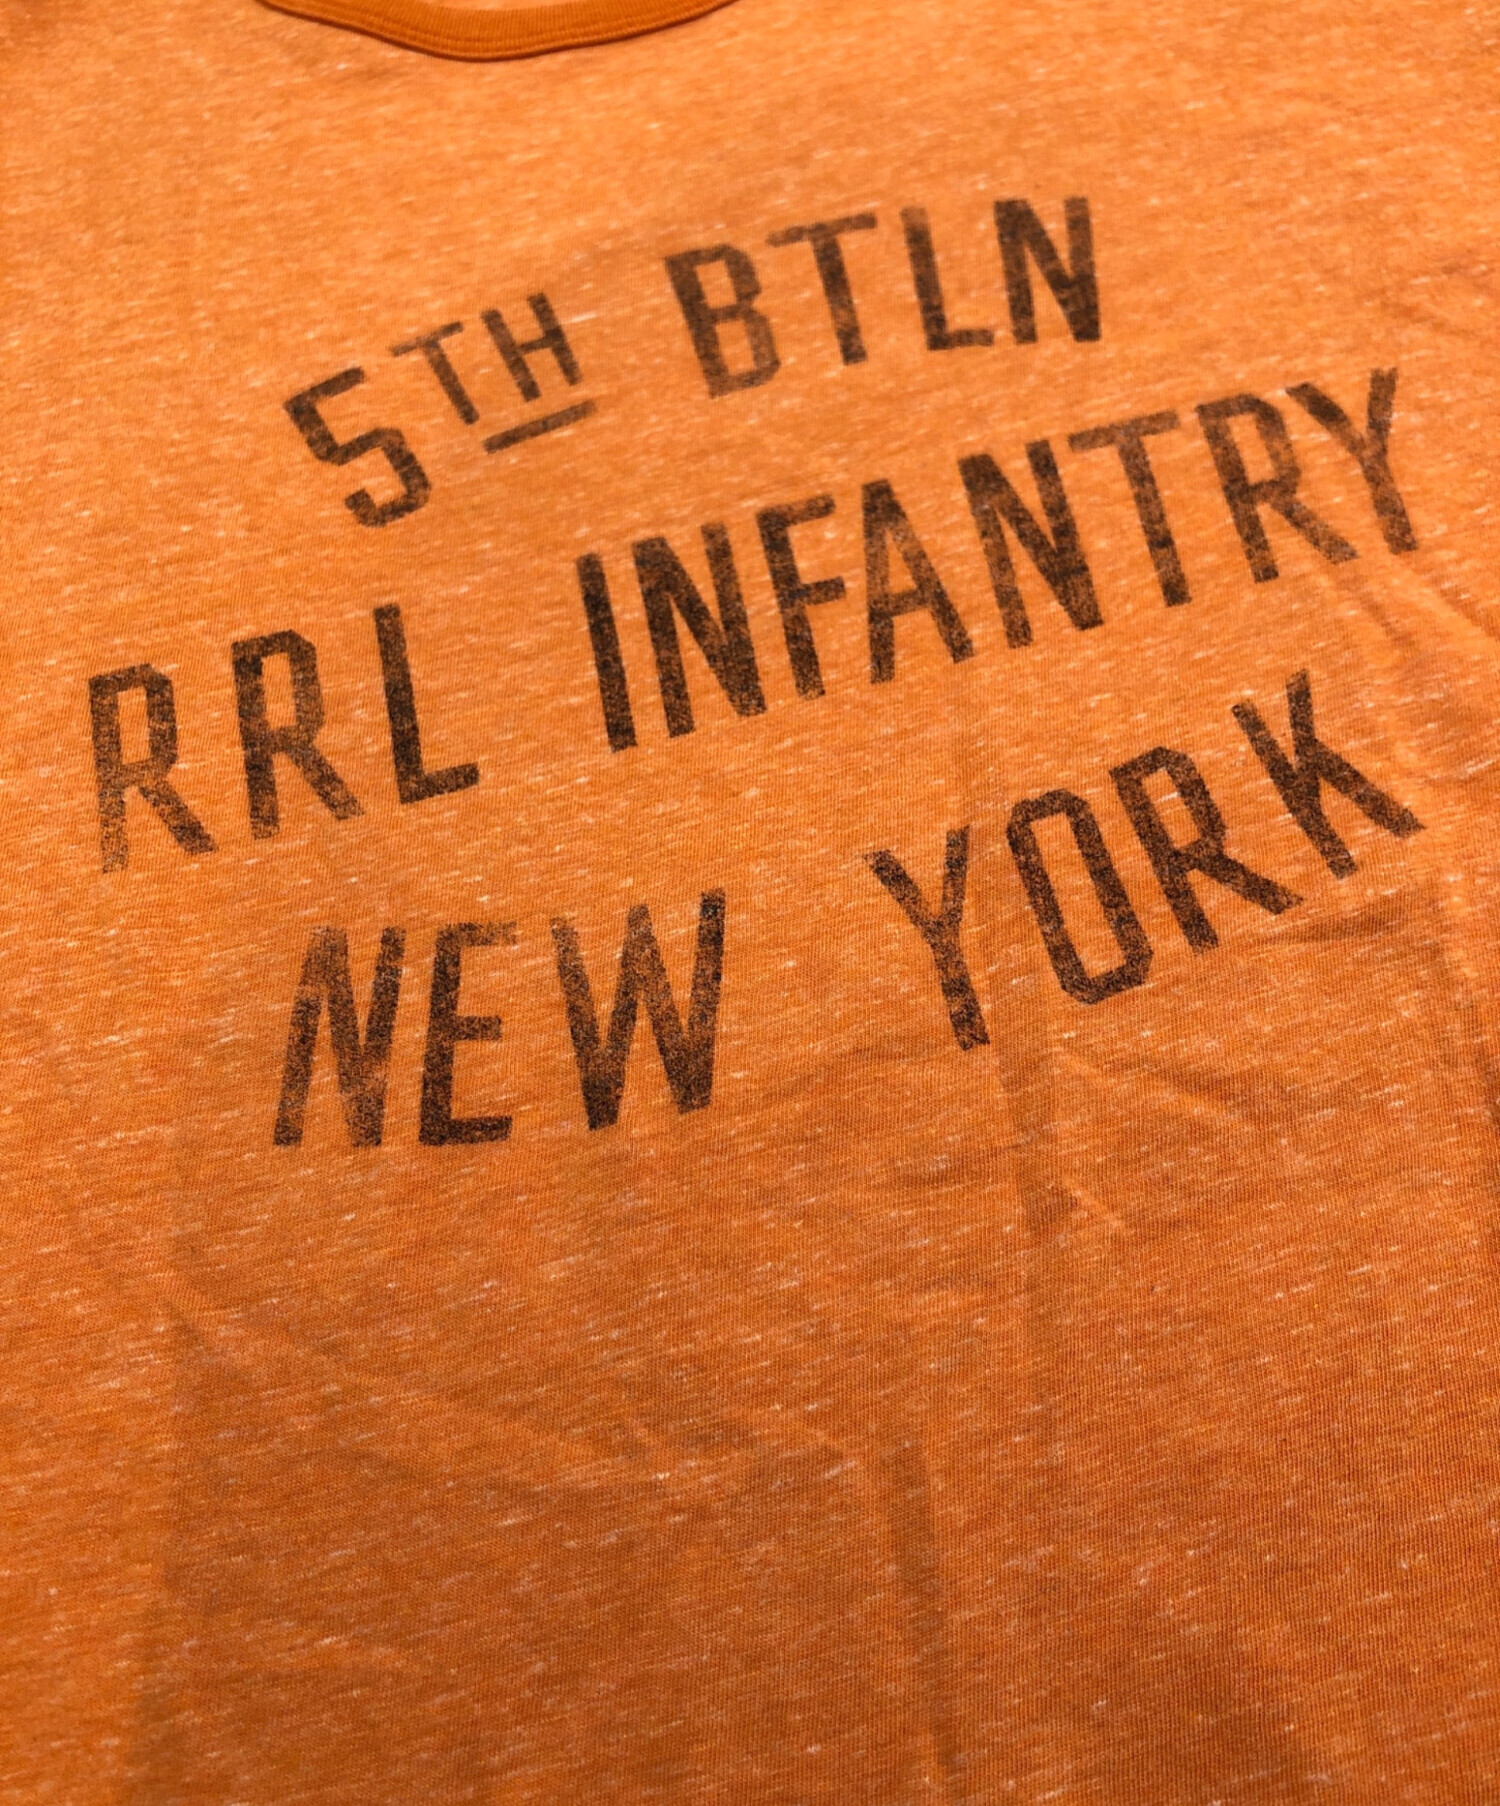 5TH BTLN
RRL INFANTRY
NEW YORK